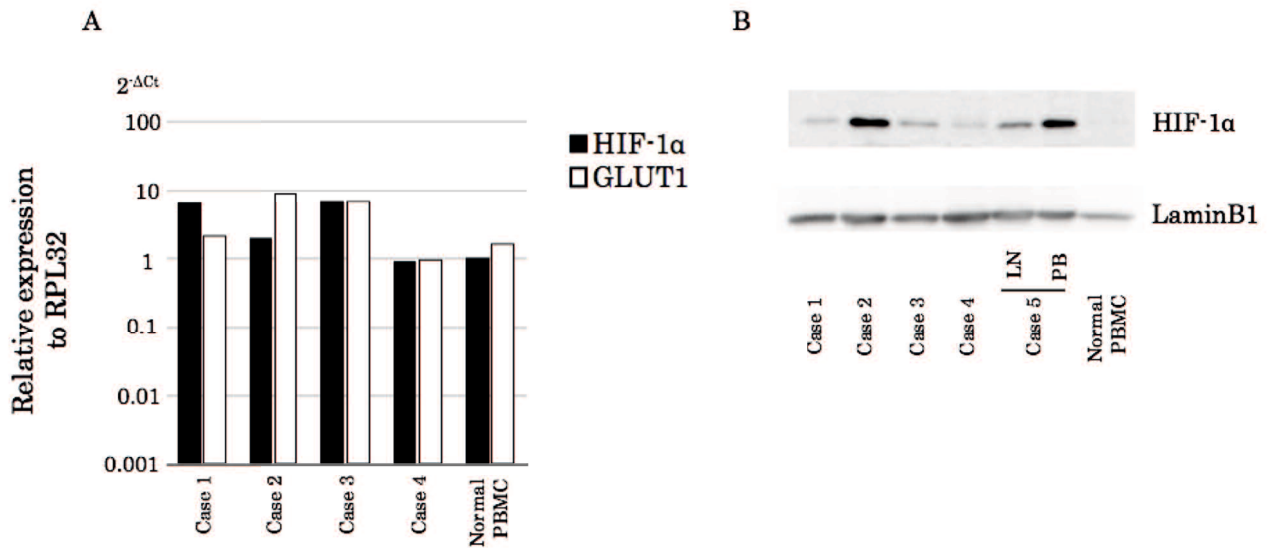 A
2-ΔCt
100
10
1
0.1
0.01
0.001
Relative expression
to RPL32
HIF-1α
GLUT1
Case 1
Case 2
Case 3
Case 4
Normal
PBMC
B
HIF-1α
LaminB1
LN
PB
Case 1
Case 2
Case 3
Case 4
Case 5
Normal
PBMC